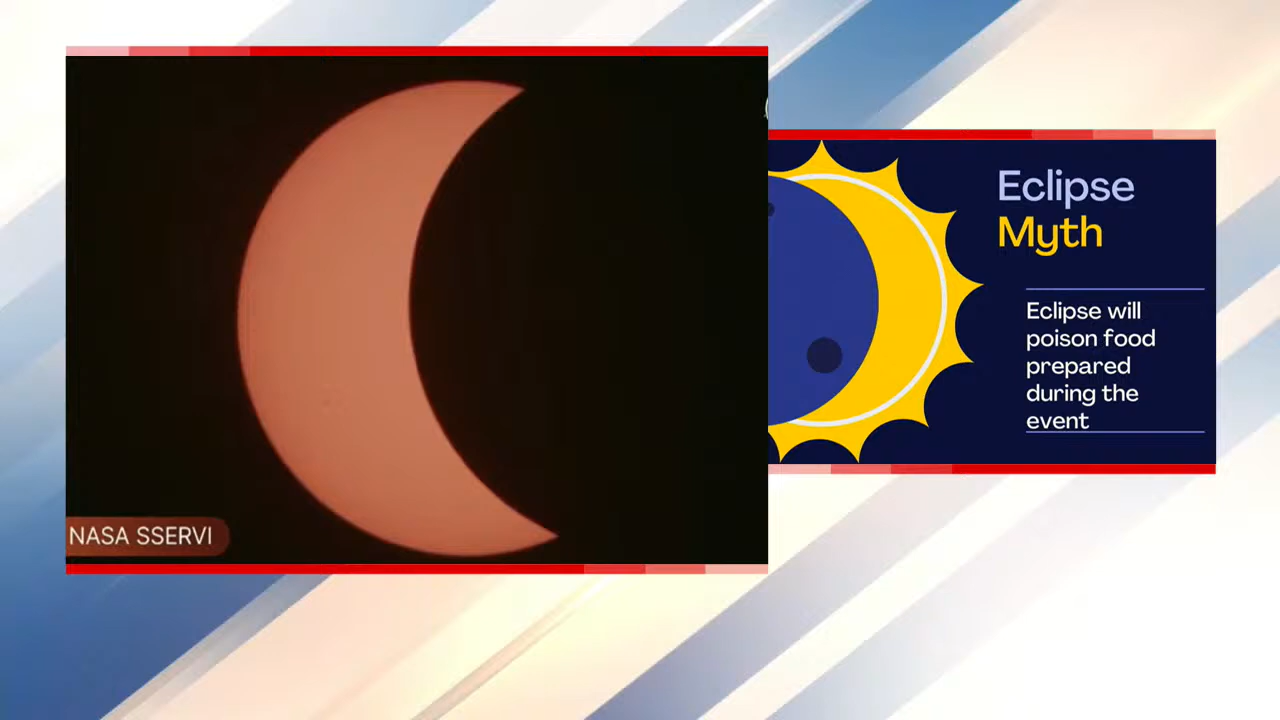 NASA SSERVI
Eclipse
Myth
Eclipse will
poison food
prepared
during the
event